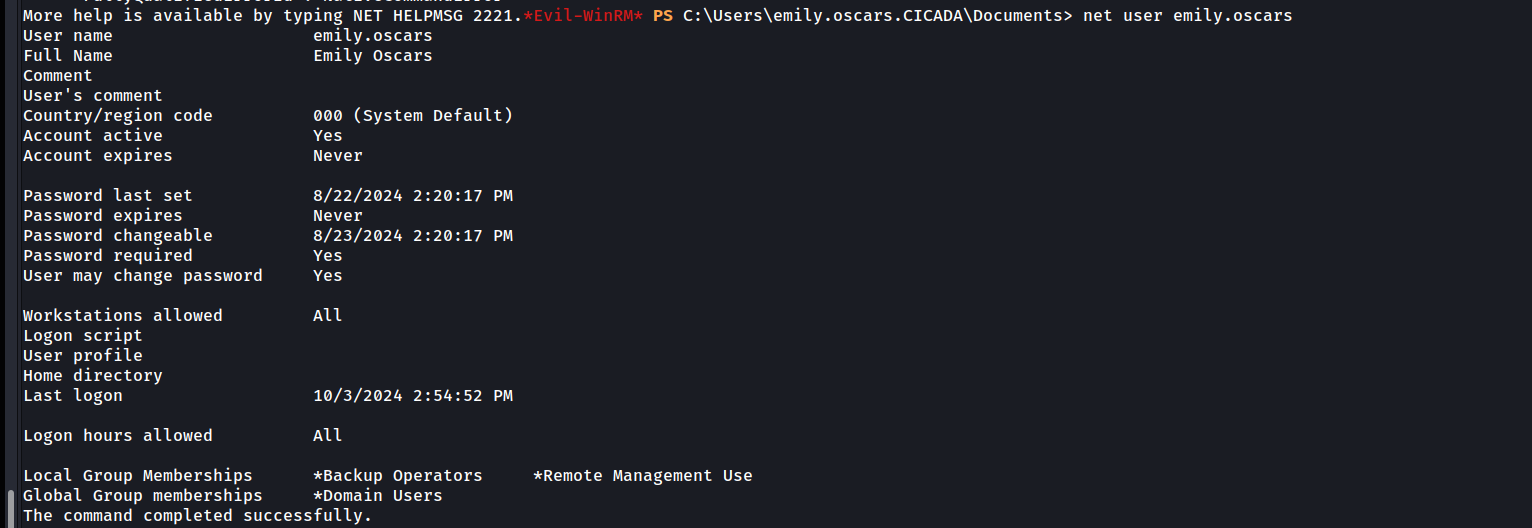 More help is available by typing NET HELPMSG 2221.*Evil-WinRM* PS C:\Users\emily.oscars.CICADA\Documents> net user emily.oscars
User name                    emily.oscars
Full Name                    Emily Oscars
Comment
User's comment
Country/region code          000 (System Default)
Account active               Yes
Account expires              Never

Password last set            8/22/2024 2:20:17 PM
Password expires             Never
Password changeable          8/23/2024 2:20:17 PM
Password required            Yes
User may change password     Yes

Workstations allowed         All
Logon script
User profile
Home directory
Last logon                   10/3/2024 2:54:52 PM

Logon hours allowed          All

Local Group Memberships      *Backup Operators     *Remote Management Use
Global Group memberships     *Domain Users
The command completed successfully.